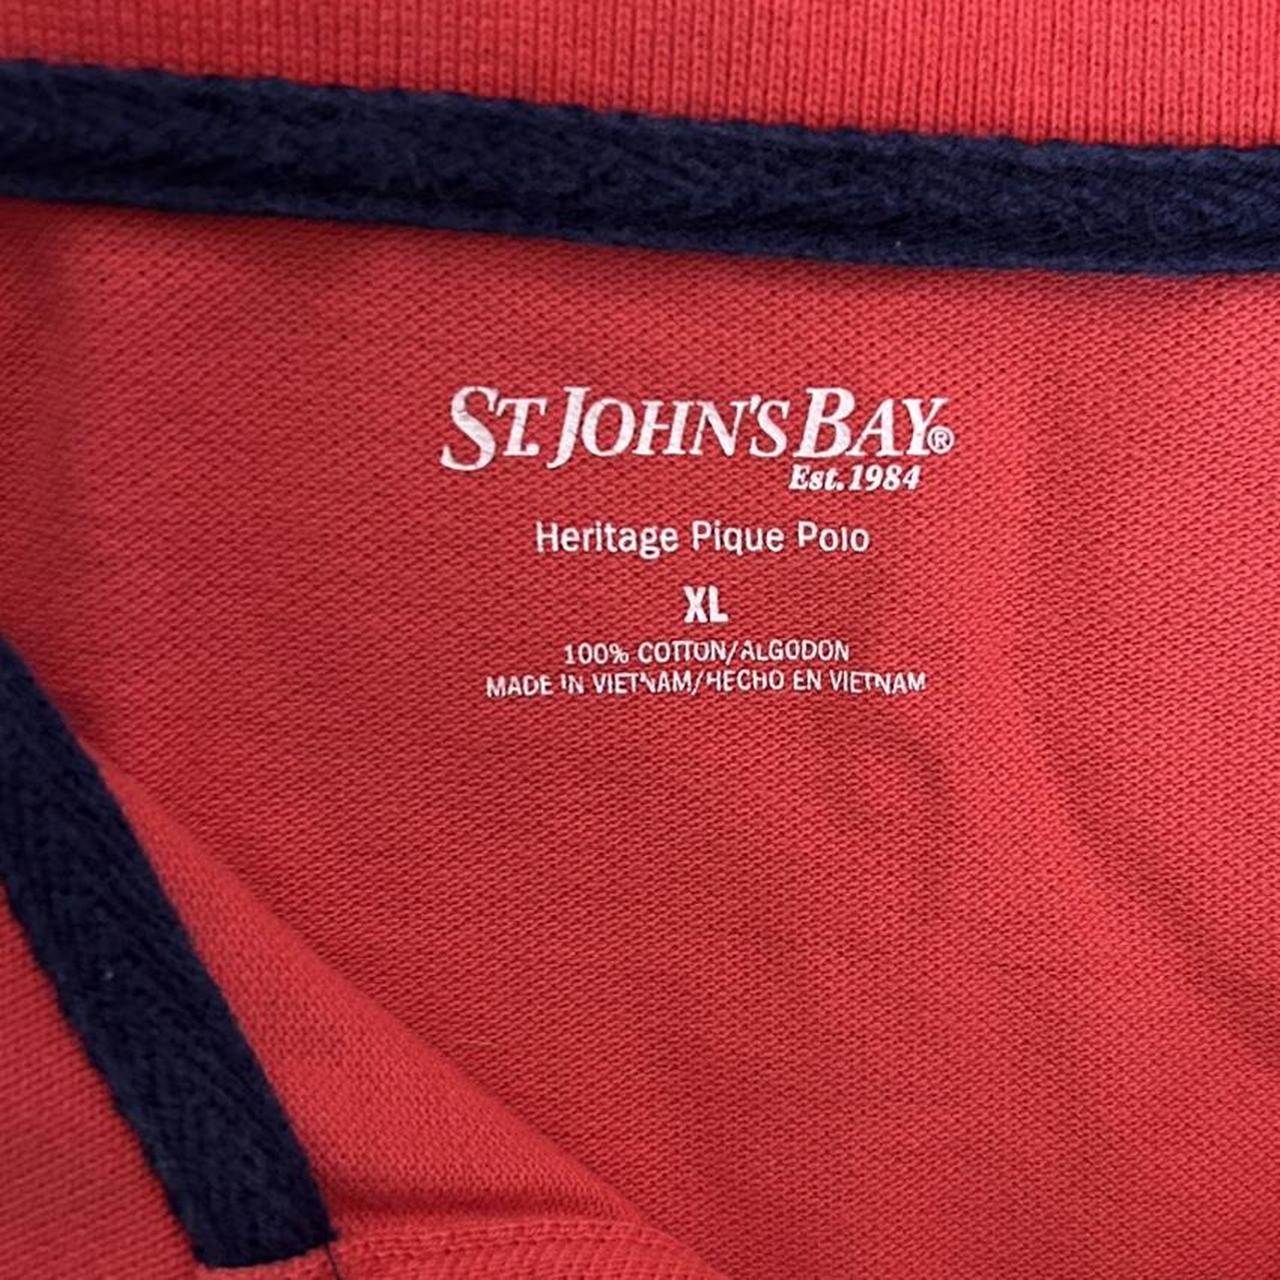 ST. JOHN'S BAY®
Est. 1984
Heritage Pique Polo
XL
100% COTTON/ALGODON
MADE IN VIETNAM/HECHO EN VIETNAM